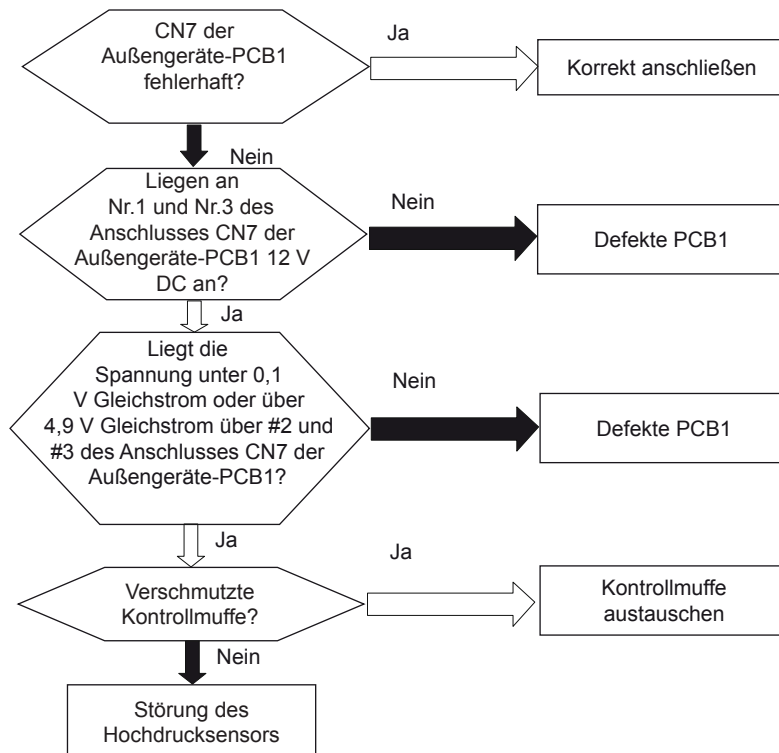 CN7 der
Außengeräte-PCB1
fehlerhaft?
Ja
Korrekt anschließen
Nein
Liegen an
Nr.1 und Nr.3 des
Anschlusses CN7 der
Außengeräte-PCB1 12 V
DC an?
Nein
Defekte PCB1
Ja
Liegt die
Spannung unter 0,1
V Gleichstrom oder über
4,9 V Gleichstrom über #2 und
#3 des Anschlusses CN7 der
Außengeräte-PCB1?
Nein
Defekte PCB1
Ja
Verschmutzte
Kontrollmuffe?
Ja
Kontrollmuffe
austauschen
Nein
Störung des
Hochdrucksensors